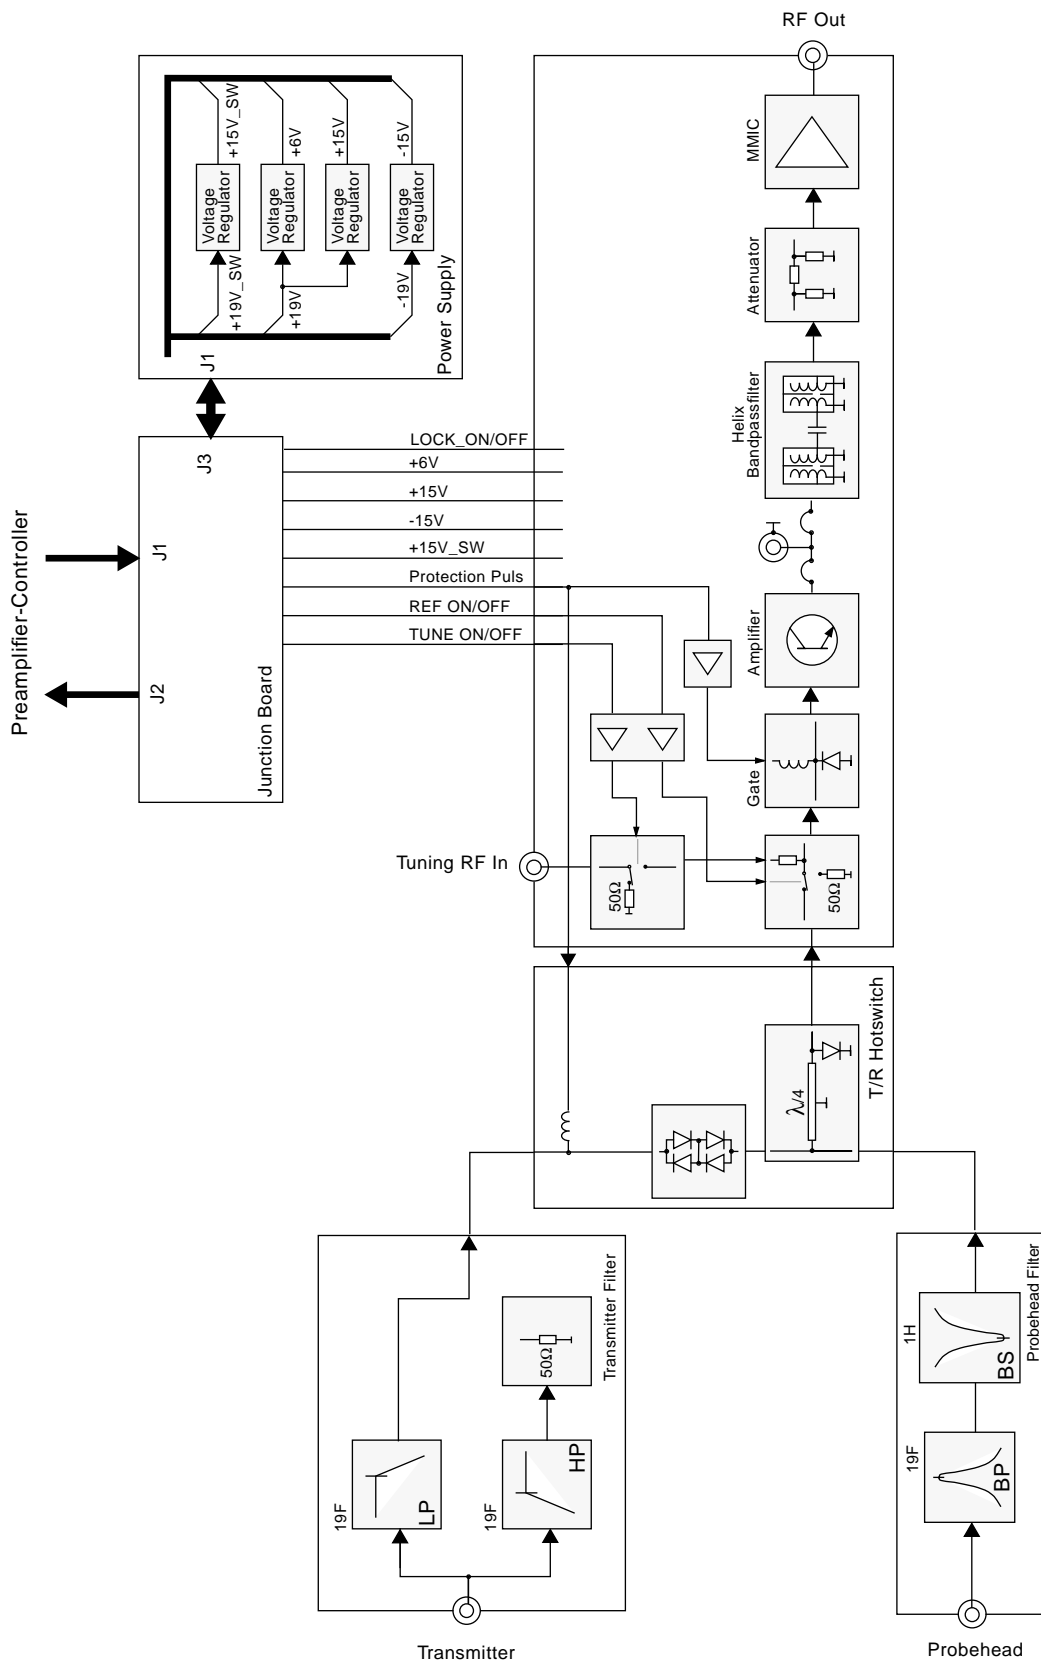 RF Out
MMIC
Attenuator
Helix
Bandpassfilter
Amplifier
Gate
50Ω
50Ω
Tuning RF In
Power Supply
J1
Voltage
Regulator
Voltage
Regulator
Voltage
Regulator
Voltage
Regulator
+15V_SW
+6V
+15V
-15V
+19V_SW
+19V
-19V
Preamplifier-Controller
J1
J2
J3
Junction Board
LOCK_ON/OFF
+6V
+15V
-15V
+15V_SW
Protection Puls
REF ON/OFF
TUNE ON/OFF
T/R Hotswitch
λ/4
Transmitter Filter
50Ω
19F
LP
19F
HP
Transmitter
Probehead Filter
1H
BS
19F
BP
Probehead